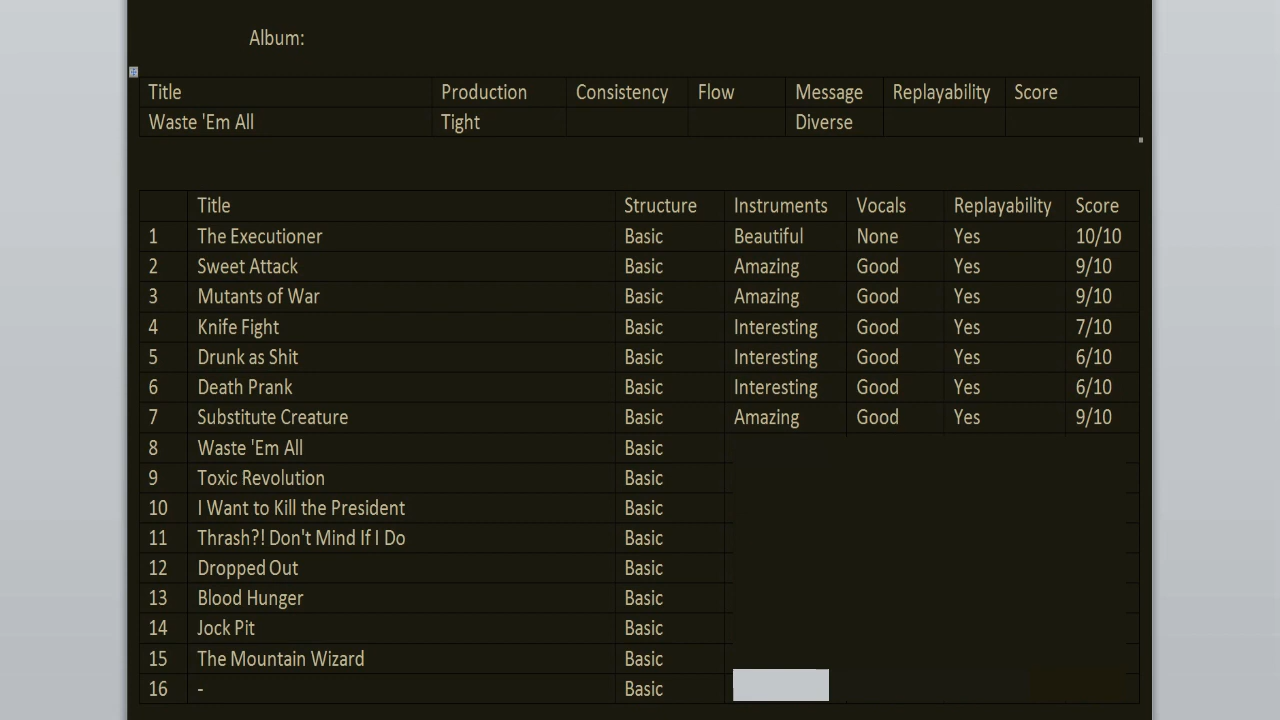 Album:
Title Production Consistency Flow Message Replayability Score
Waste 'Em All Tight Diverse
Title Structure Instruments Vocals Replayability Score
1 The Executioner Basic Beautiful None Yes 10/10
2 Sweet Attack Basic Amazing Good Yes 9/10
3 Mutants of War Basic Amazing Good Yes 9/10
4 Knife Fight Basic Interesting Good Yes 7/10
5 Drunk as Shit Basic Interesting Good Yes 6/10
6 Death Prank Basic Interesting Good Yes 6/10
7 Substitute Creature Basic Amazing Good Yes 9/10
8 Waste 'Em All Basic
9 Toxic Revolution Basic
10 I Want to Kill the President Basic
11 Thrash?! Don't Mind If I Do Basic
12 Dropped Out Basic
13 Blood Hunger Basic
14 Jock Pit Basic
15 The Mountain Wizard Basic
16 - Basic